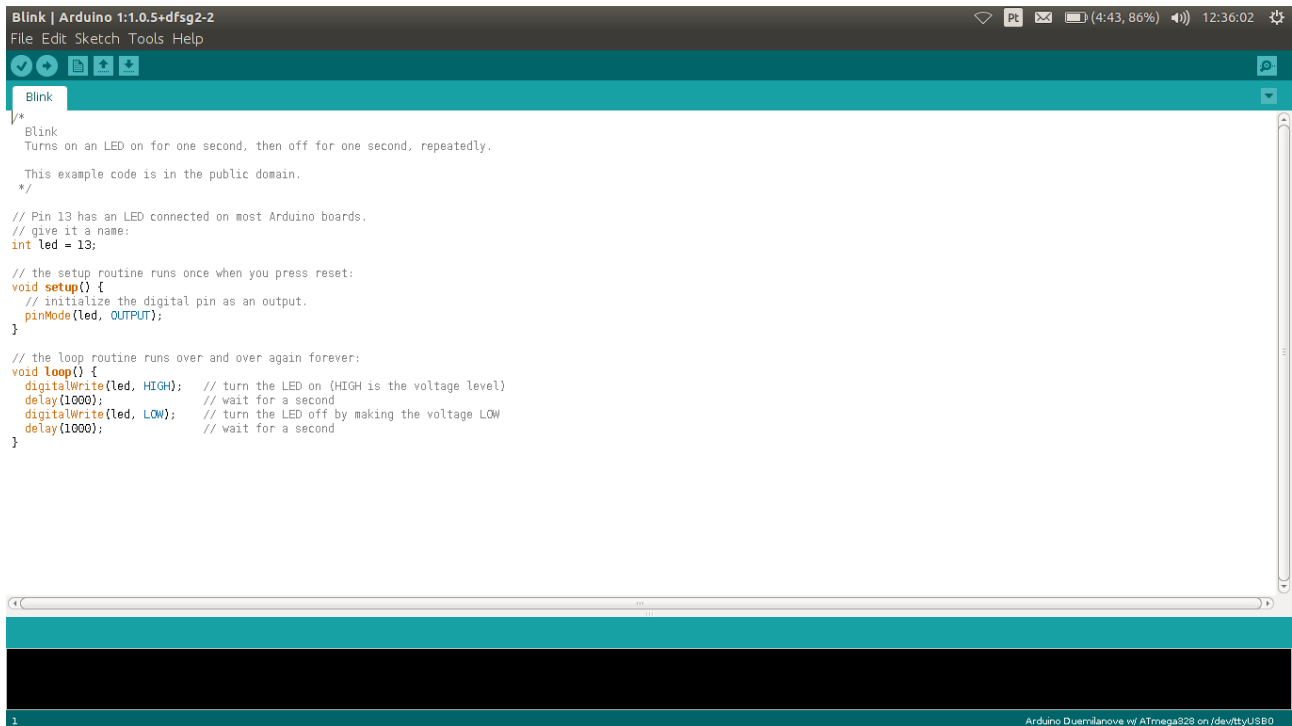 Blink | Arduino 1:1.0.5+dfsg2-2
Pt
(4:43, 86%)
12:36:02
File Edit Sketch Tools Help
Blink
/*
  Blink
  Turns on an LED on for one second, then off for one second, repeatedly.

  This example code is in the public domain.
 */

// Pin 13 has an LED connected on most Arduino boards.
// give it a name:
int led = 13;

// the setup routine runs once when you press reset:
void setup() {
  // initialize the digital pin as an output.
  pinMode(led, OUTPUT);
}

// the loop routine runs over and over again forever:
void loop() {
  digitalWrite(led, HIGH);   // turn the LED on (HIGH is the voltage level)
  delay(1000);               // wait for a second
  digitalWrite(led, LOW);    // turn the LED off by making the voltage LOW
  delay(1000);               // wait for a second
}
1
Arduino Duemilanove w/ ATmega328 on /dev/ttyUSB0